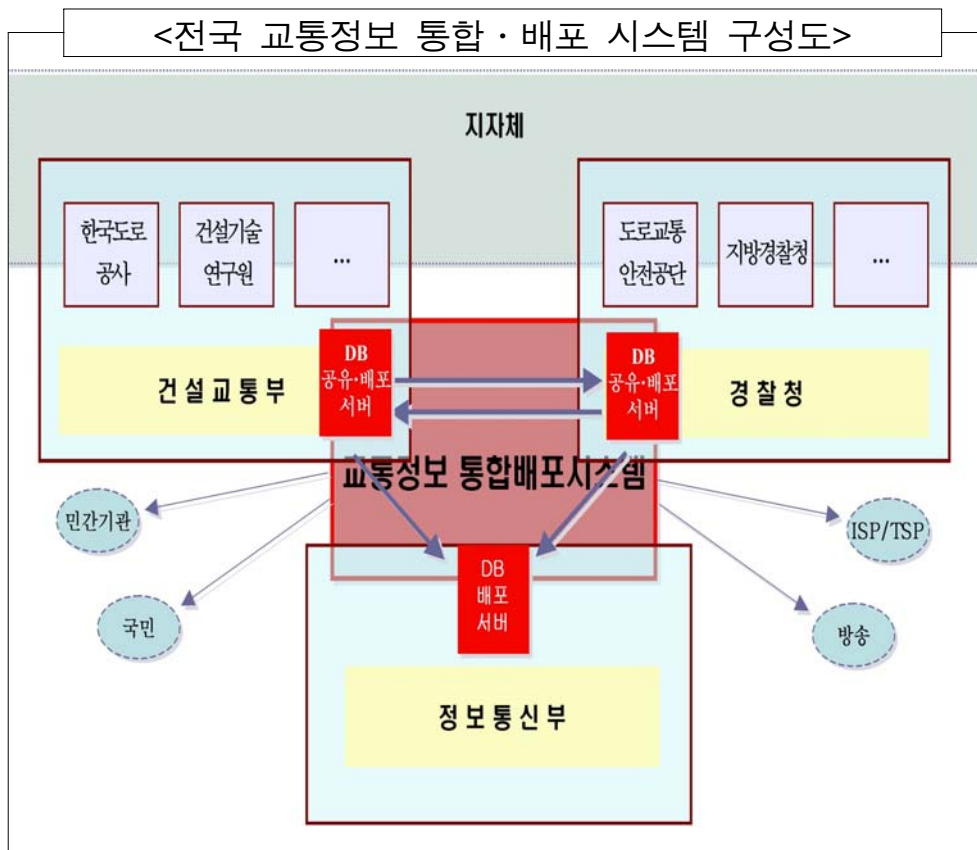 <전국 교통정보 통합·배포 시스템 구성도>
지자체
한국도로
공사
건설기술
연구원
...
도로교통
안전공단
지방경찰청
...
건설교통부
DB
공유·배포
서버
DB
공유·배포
서버
경찰청
교통정보 통합배포시스템
민간기관
ISP/TSP
국민
방송
DB
배포
서버
정보통신부